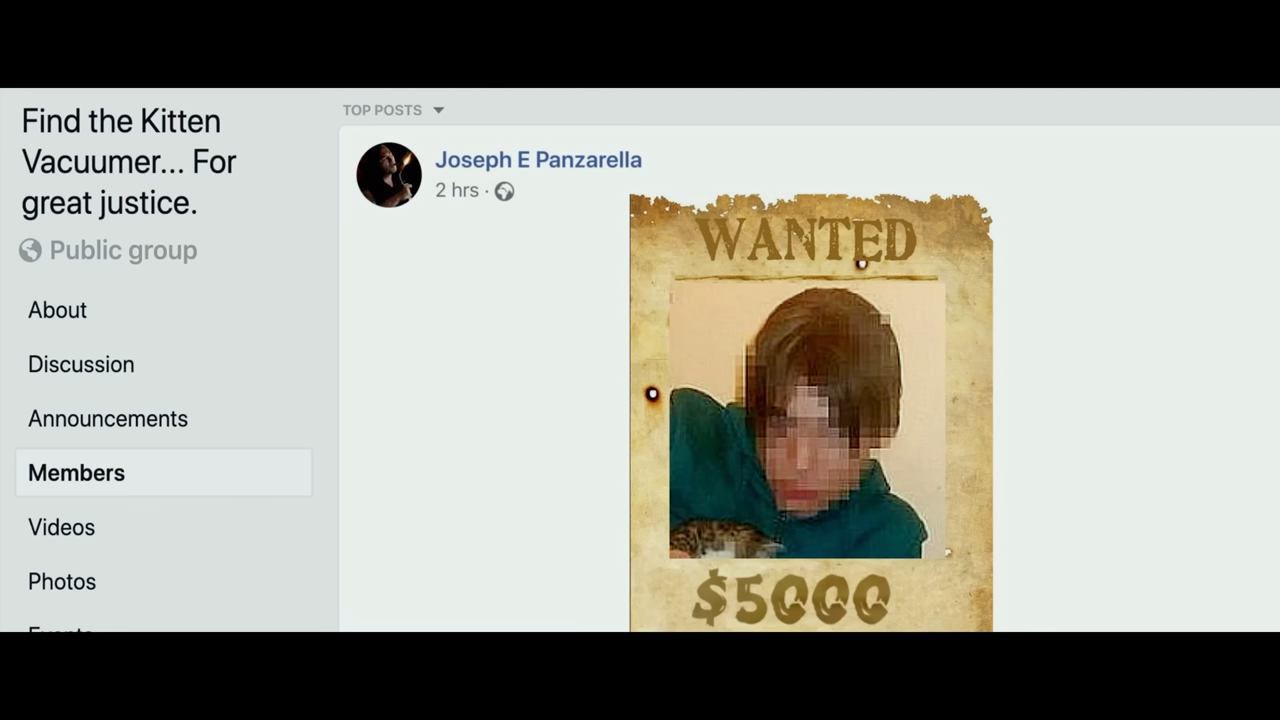 Find the Kitten
Vacuumer... For
great justice.
Public group
About
Discussion
Announcements
Members
Videos
Photos
Events
TOP POSTS
Joseph E Panzarella
2 hrs ·
WANTED
$5000